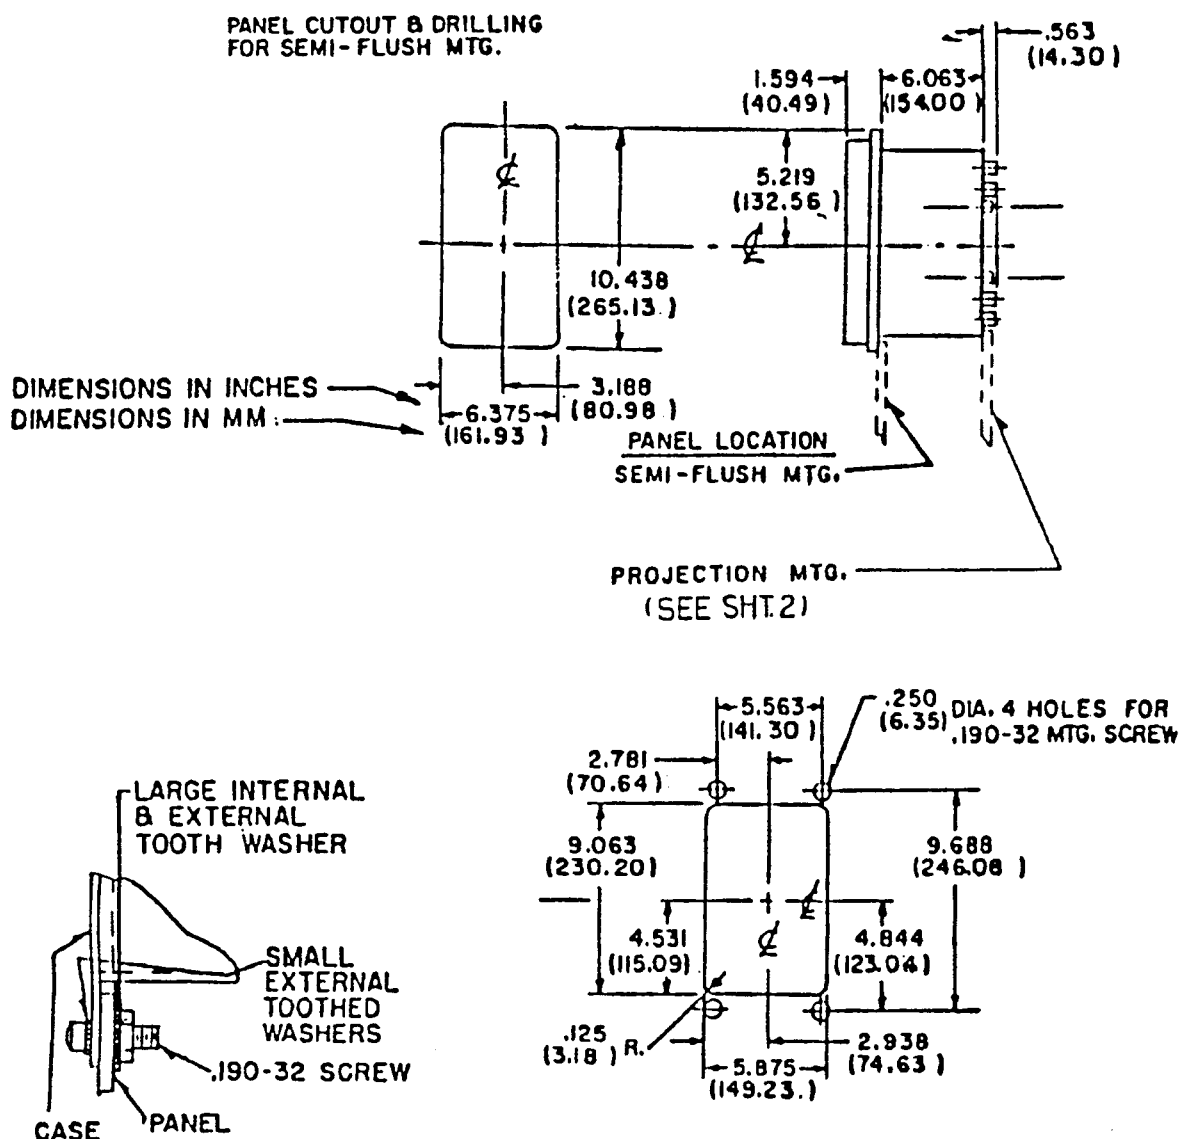 PANEL CUTOUT & DRILLING
FOR SEMI-FLUSH MTG.
.563
(14.30)
1.594
(40.49)
6.063
(154.00)
5.219
(132.56)
10.438
(265.13)
DIMENSIONS IN INCHES
DIMENSIONS IN MM
3.188
(80.98)
6.375
(161.93)
PANEL LOCATION
SEMI-FLUSH MTG.
PROJECTION MTG.
(SEE SHT. 2)
5.563
(141.30)
.250
(6.35)
DIA. 4 HOLES FOR
.190-32 MTG. SCREW
2.781
(70.64)
LARGE INTERNAL
& EXTERNAL
TOOTH WASHER
9.063
(230.20)
9.688
(246.08)
4.531
(115.09)
4.844
(123.04)
SMALL
EXTERNAL
TOOTHED
WASHERS
.125
(3.18) R.
2.938
(74.63)
5.875
(149.23.)
.190-32 SCREW
PANEL
CASE